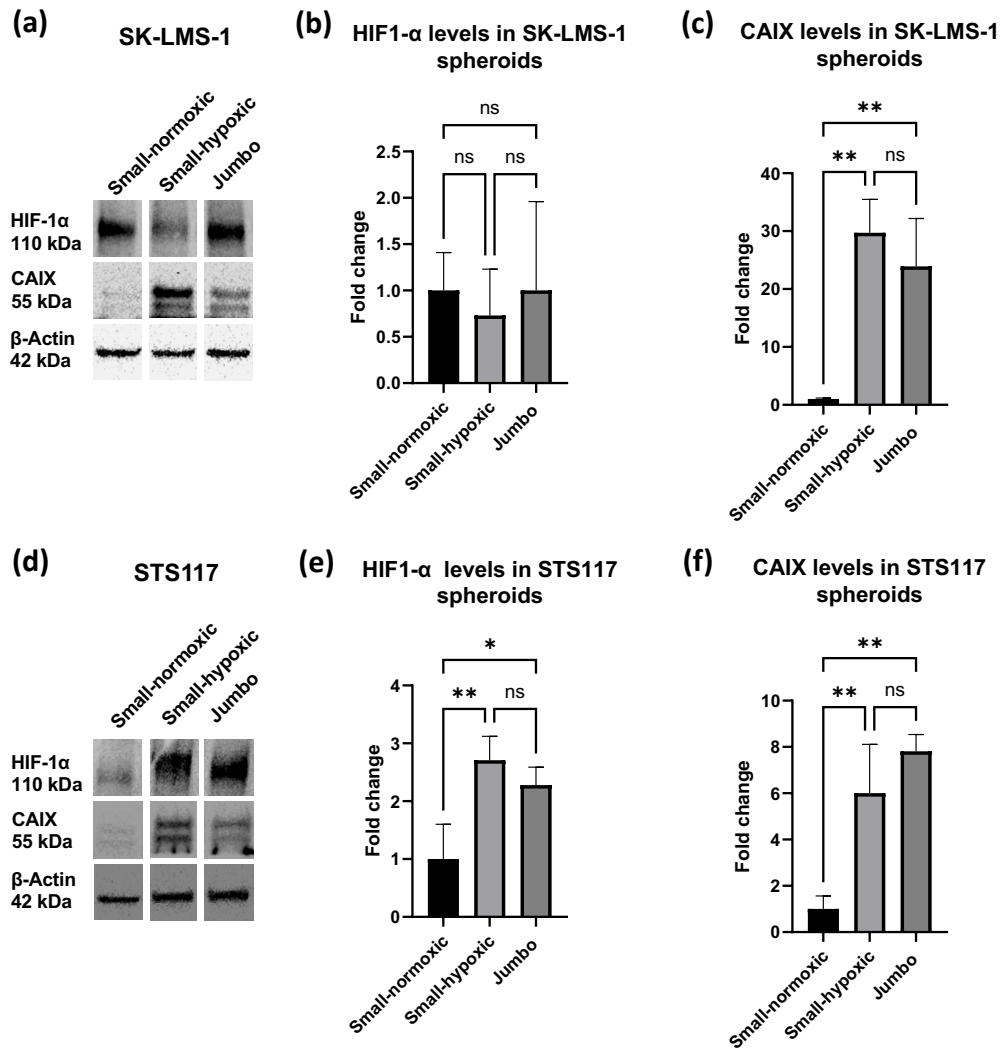 (a)
SK-LMS-1
Small-normoxic
Small-hypoxic
Jumbo
HIF-1α
110 kDa
CAIX
55 kDa
β-Actin
42 kDa
(b)
HIF1-α levels in SK-LMS-1
spheroids
ns
ns
ns
Fold change
2.5
2.0
1.5
1.0
0.5
0.0
Small-normoxic
Small-hypoxic
Jumbo
(c)
CAIX levels in SK-LMS-1
spheroids
**
**
ns
Fold change
40
30
20
10
0
Small-normoxic
Small-hypoxic
Jumbo
(d)
STS117
Small-normoxic
Small-hypoxic
Jumbo
HIF-1α
110 kDa
CAIX
55 kDa
β-Actin
42 kDa
(e)
HIF1-α levels in STS117
spheroids
*
**
ns
Fold change
4
3
2
1
0
Small-normoxic
Small-hypoxic
Jumbo
(f)
CAIX levels in STS117
spheroids
**
**
ns
Fold change
10
8
6
4
2
0
Small-normoxic
Small-hypoxic
Jumbo